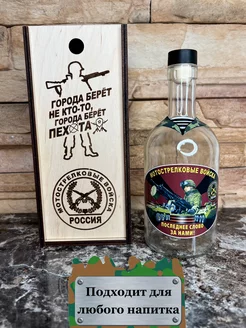 ГОРОДА БЕРЁТ
НЕ КТО-ТО,
ГОРОДА БЕРЁТ
ПЕХОТА
МОТОСТРЕЛКОВЫЕ ВОЙСКА
РОССИЯ
МОТОСТРЕЛКОВЫЕ ВОЙСКА
ПОСЛЕДНЕЕ СЛОВО
ЗА НАМИ!
Подходит для
любого напитка